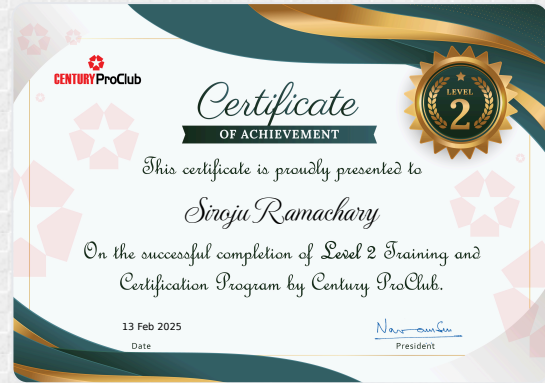 CENTURY ProClub
Certificate
OF ACHIEVEMENT
LEVEL
2
This certificate is proudly presented to
Siroju Ramachary
On the successful completion of Level 2 Training and
Certification Program by Century ProClub.
13 Feb 2025
Date
President